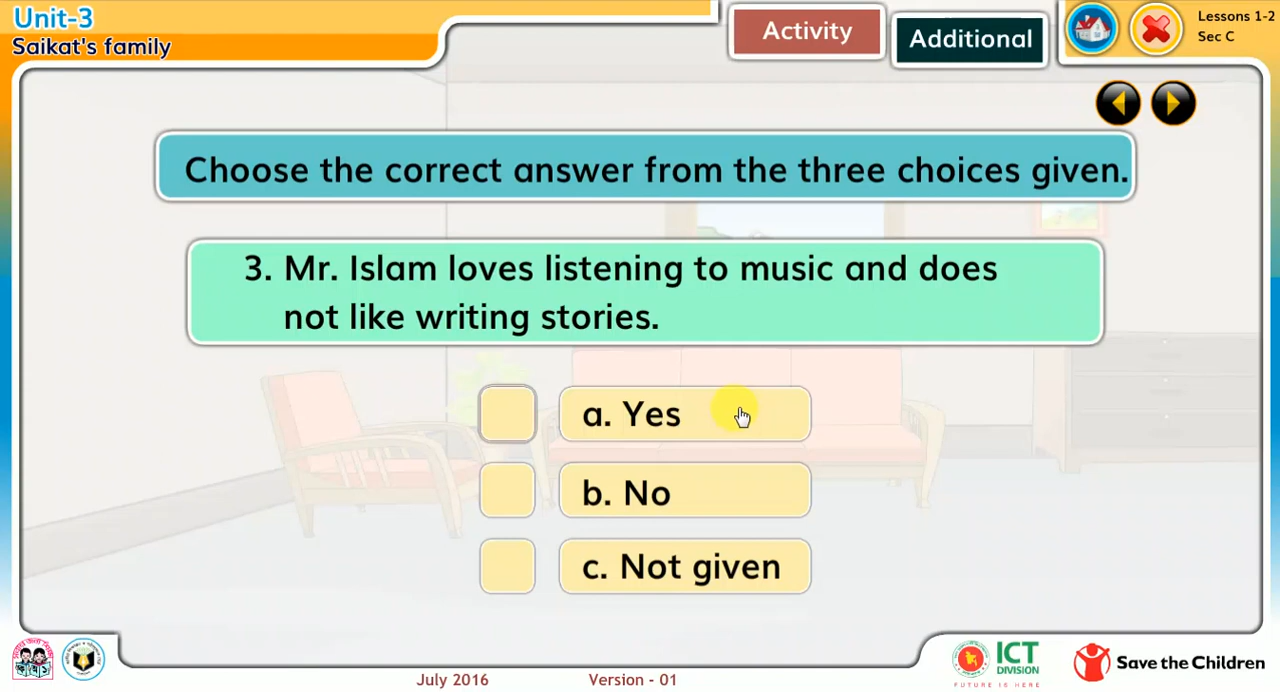 Unit-3
Saikat's family
Activity
Additional
Lessons 1-2
Sec C
Choose the correct answer from the three choices given.
3. Mr. Islam loves listening to music and does
not like writing stories.
a. Yes
b. No
c. Not given
ICT
DIVISION
FUTURE IS HERE
Save the Children
July 2016
Version - 01